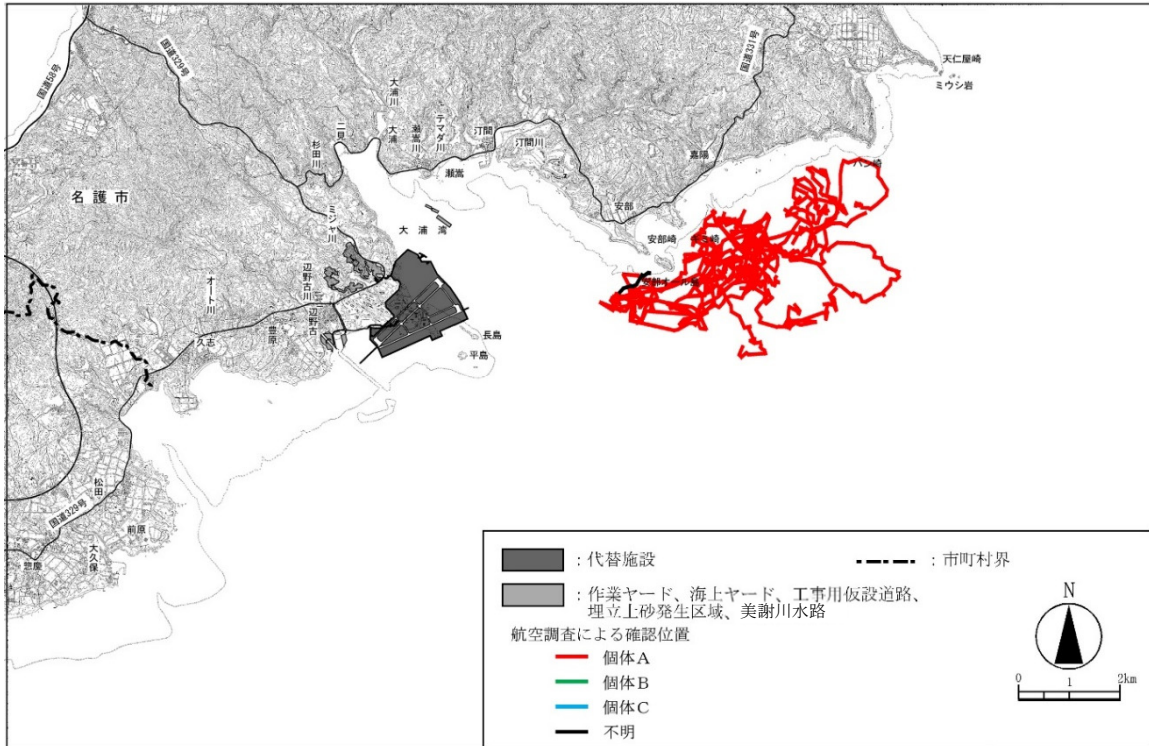 国道58号
国道329号
国道331号
天仁屋崎
ミウシ岩
バン崎
大浦川
大浦
瀬嵩川
テマダ川
汀間
汀間川
二見
杉田川
瀬嵩
嘉陽
名護市
ミジャ川
大浦湾
安部
安部崎
辺野古川
辺野古
オートト川
豊原
久志
長島
平島
松田
国道329号
前原
大久保
惣慶
:代替施設
:市町村界
:作業ヤード、海上ヤード、工事用仮設道路、
埋立土砂発生区域、美謝川水路
航空調査による確認位置
個体A
個体B
個体C
不明
N
0 1 2km